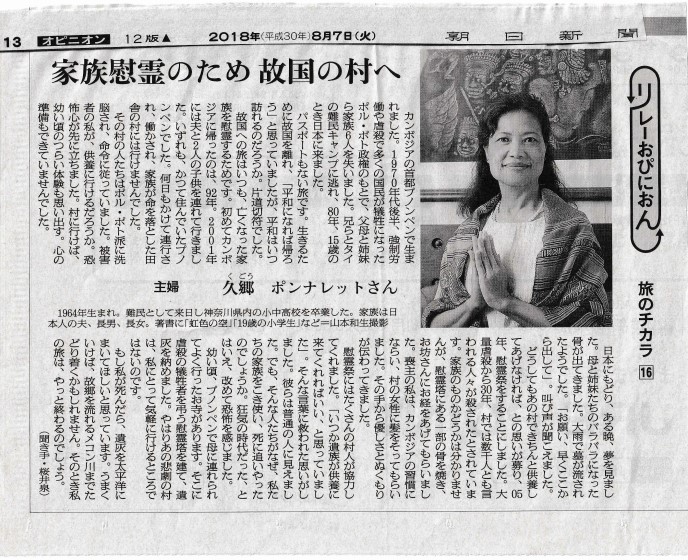 13
オピニオン
12版▲
2018年(平成30年)8月7日(火)
朝日新聞
リレーおぴにおん
旅のチカラ
16
家族慰霊のため 故国の村へ
カンボジアの首都プノンペンで生ま
れました。1970年代後半、強制労
働や虐殺で多くの国民が犠牲になった
ポル・ポト政権のもとで、父母と姉妹
ら家族6人を失いました。兄らとタイ
の難民キャンプに逃れ、80年、15歳の
とき日本に来ました。
パスポートもない旅です。生きるた
めに故国を離れ、「平和になれば帰ろ
う」と思っていましたが、平和はいつ
訪れるのだろうか。片道切符でした。
故国への旅はいつも、亡くなった家
族を慰霊するためです。初めてカンボ
ジアに帰ったのは、92年。2001年
には夫と2人の子供を連れて行きまし
た。いずれも、かつて住んでいたプノ
ンペンでした。何日もかけて連行さ
れ、働かされ、家族が命を落とした田
舎の村には行けませんでした。
その村の人たちはポル・ポト派に洗
脳され、命令に従っていました。被害
者の私が、供養に行けるだろうか。恐
怖心が先に立ちました。村に行けば、
幼い頃のつらい体験も思い出す。心の
準備もできていませんでした。
主婦
久郷 ポンナレットさん
くごう
1964年生まれ。難民として来日し神奈川県内の小中高校を卒業した。家族は日
本人の夫、長男、長女。著書に「虹色の空」「19歳の小学生」など=山本和生撮影
日本にもどり、ある晩、夢を見まし
た。母と姉妹たちのバラバラになった
骨が出てきました。大雨で墓が流され
たようでした。「お願い、早くここか
ら出して」。叫び声が聞こえました。
どうしてもあの村できちんと供養し
てあげなければ、との思いが募り、05
年、慰霊祭をすることにしました。大
量虐殺から30年。村では数千人とも言
われる人々が殺されたとされていま
す。家族のものかどうかは分かりませ
んが、慰霊塔にある一部の骨を焼き、
お坊さんにお経をあげてもらいまし
た。喪主の私は、カンボジアの習慣に
ならい、村の女性に髪をそってもらい
ました。その手から優しさとぬくもり
が伝わってきました。
慰霊祭にはたくさんの村人が協力し
てくれました。「いつか遺族が供養に
来てくれればいい、と思っていまし
た」。そんな言葉に救われた思いがし
ました。彼らは普通の人に見えまし
た。でも、そんな人たちがなぜ、私た
ちの家族をこき使い、死に追いやった
のでしょうか。狂気の時代だった、と
はいえ、改めて恐怖を感じました。
幼い頃、プノンペンで母に連れられ
てよく行ったお寺があります。そこに
虐殺の犠牲者を弔う慰霊塔を建て、遺
灰を納めました。やはりあの悲劇の村
は、私にとって気軽に行けるところで
はないのです。
もし私が死んだら、遺灰を太平洋に
まいてほしいと思っています。うまく
いけば、故郷を流れるメコン川までた
どり着くかもしれません。そのとき私
の旅は、やっと終わるのでしょう。
(聞き手・桜井泉)